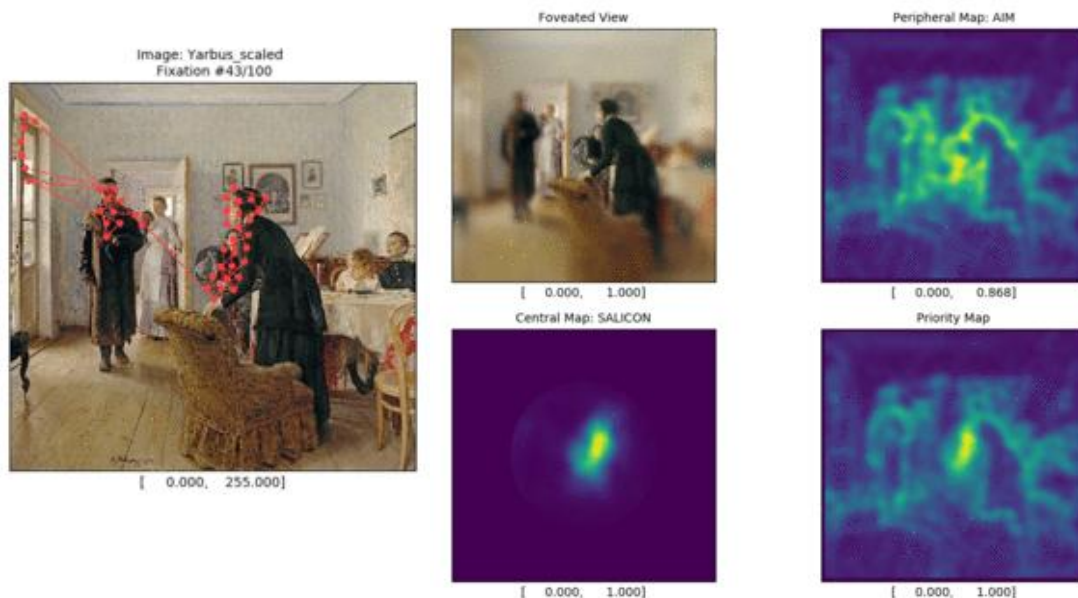 Image: Yarbus_scaled
Fixation #43/100
[ 0.000, 255.000]
Foveated View
[ 0.000, 1.000]
Peripheral Map: AIM
[ 0.000, 0.868]
Central Map: SALICON
[ 0.000, 1.000]
Priority Map
[ 0.000, 1.000]